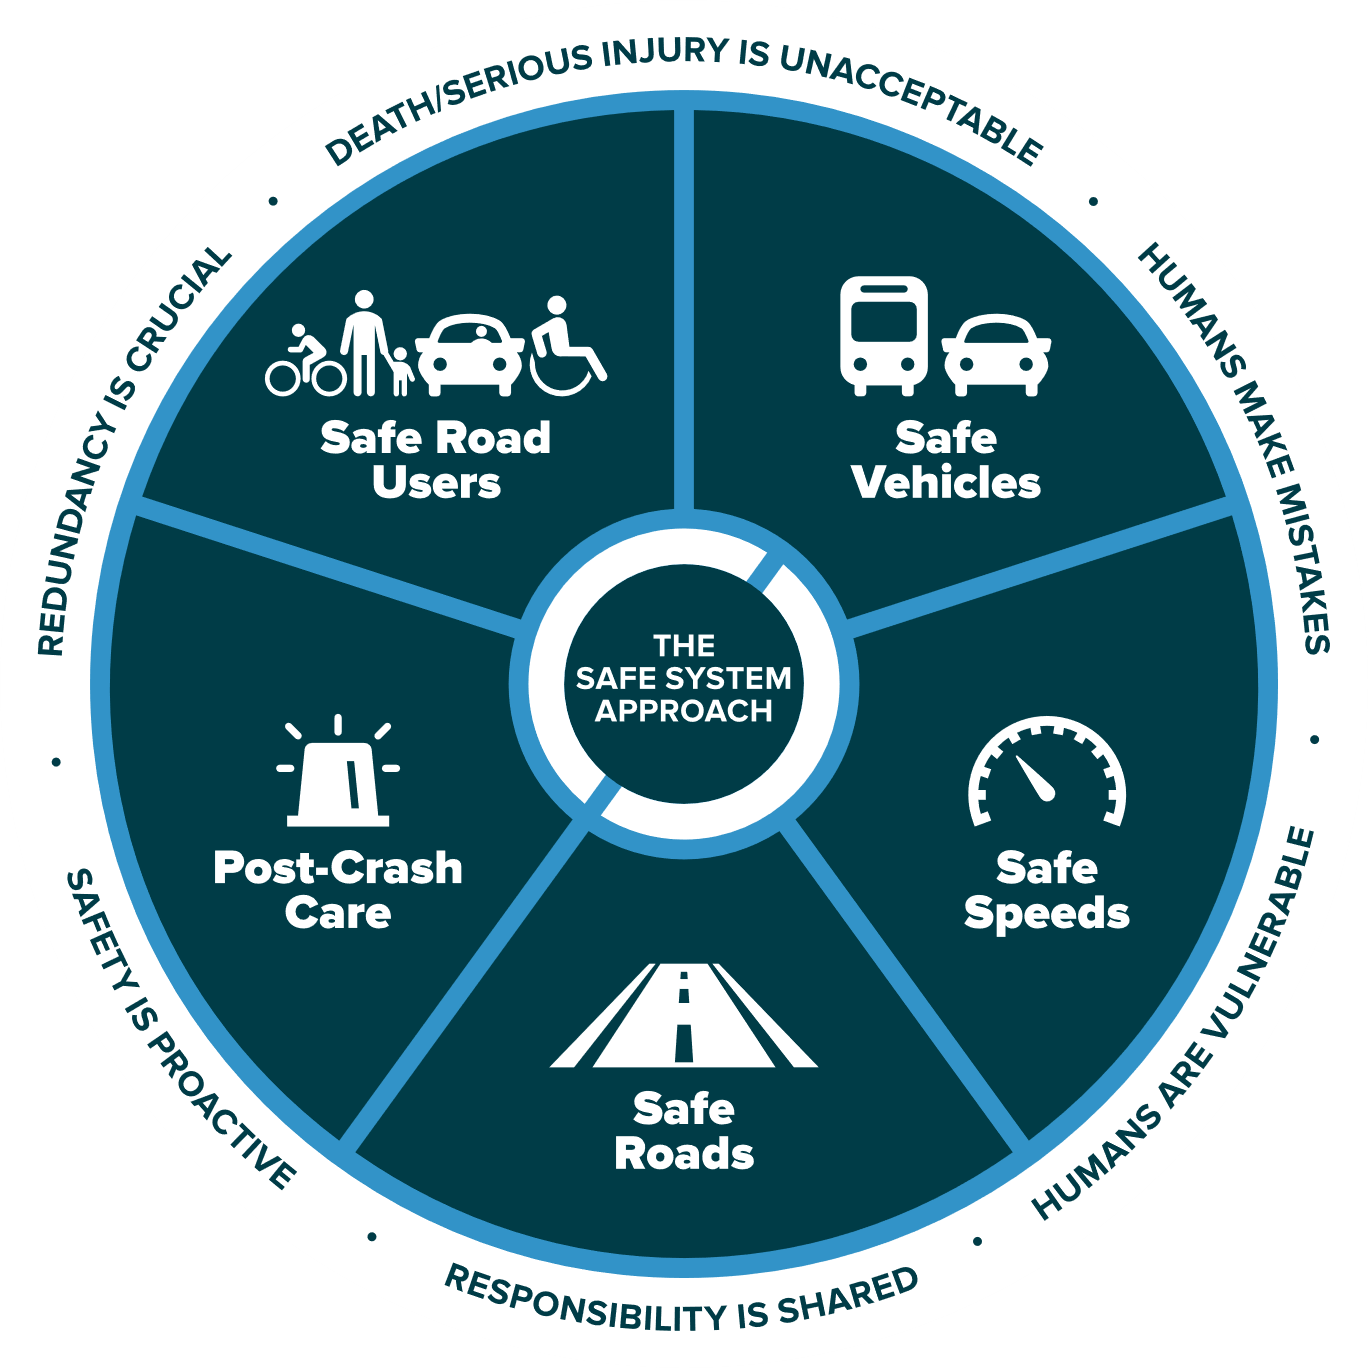 DEATH/SERIOUS INJURY IS UNACCEPTABLE
HUMANS MAKE MISTAKES
HUMANS ARE VULNERABLE
RESPONSIBILITY IS SHARED
SAFETY IS PROACTIVE
REDUNDANCY IS CRUCIAL
Safe Road
Users
Safe
Vehicles
Safe
Speeds
Safe
Roads
Post-Crash
Care
THE
SAFE SYSTEM
APPROACH